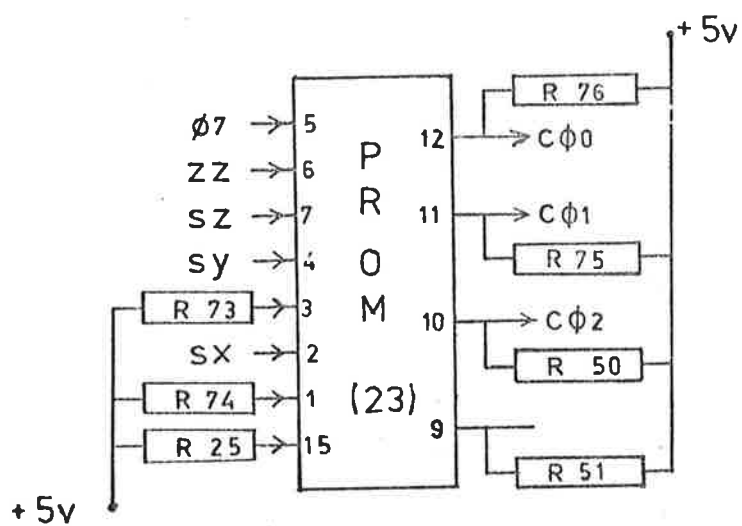 + 5v
R 76
φ7 5
12 Cφ0
P
zz 6
R
sz 7
11 Cφ1
sy 4
O
R 75
R 73 3
M
10 Cφ2
sx 2
R 50
R 74 1
(23)
9
R 25 15
R 51
+ 5v